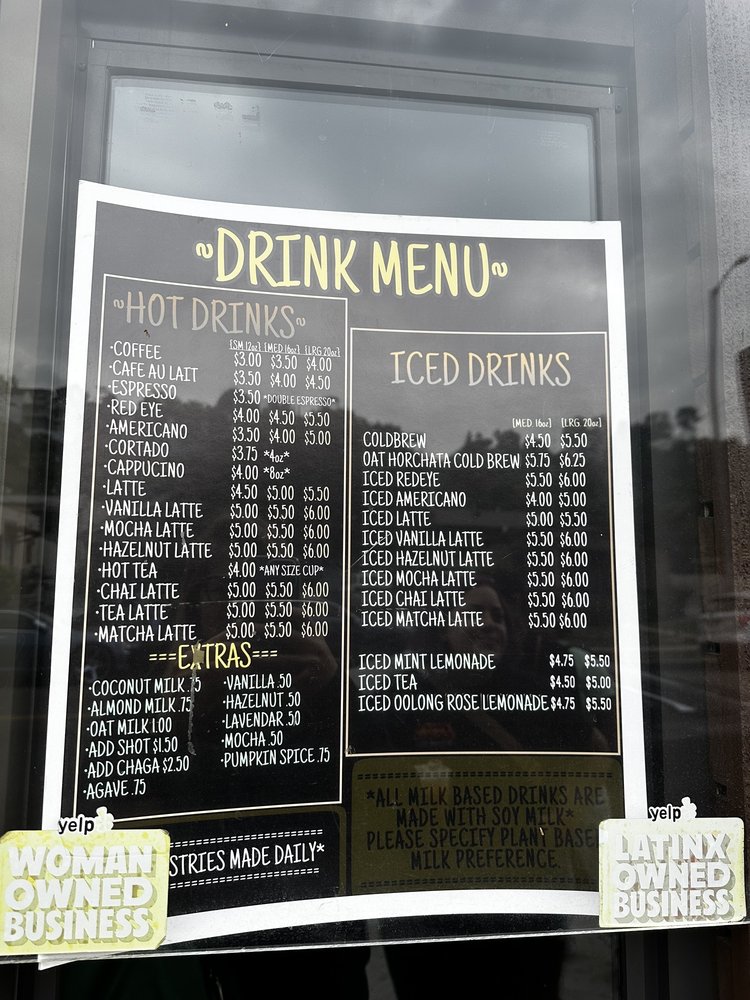 ~DRINK MENU~
~HOT DRINKS~
[SM 12oz] [MED 16oz] [LRG 20oz]
·COFFEE $3.00 $3.50 $4.00
·CAFE AU LAIT $3.50 $4.00 $4.50
·ESPRESSO $3.50 *DOUBLE ESPRESSO*
·RED EYE $4.00 $4.50 $5.50
·AMERICANO $3.50 $4.00 $5.00
·CORTADO $3.75 *4oz*
·CAPPUCINO $4.00 *8oz*
·LATTE $4.50 $5.00 $5.50
·VANILLA LATTE $5.00 $5.50 $6.00
·MOCHA LATTE $5.00 $5.50 $6.00
·HAZELNUT LATTE $5.00 $5.50 $6.00
·HOT TEA $4.00 *ANY SIZE CUP*
·CHAI LATTE $5.00 $5.50 $6.00
·TEA LATTE $5.00 $5.50 $6.00
·MATCHA LATTE $5.00 $5.50 $6.00
===EXTRAS===
·COCONUT MILK .75
·ALMOND MILK .75
·OAT MILK 1.00
·ADD SHOT $1.50
·ADD CHAGA $2.50
·AGAVE .75
·VANILLA .50
·HAZELNUT .50
·LAVENDAR .50
·MOCHA .50
·PUMPKIN SPICE .75
STRIES MADE DAILY*
ICED DRINKS
[MED. 16oz] [LRG. 20oz]
COLDBREW $4.50 $5.50
OAT HORCHATA COLD BREW $5.75 $6.25
ICED REDEYE $5.50 $6.00
ICED AMERICANO $4.00 $5.00
ICED LATTE $5.00 $5.50
ICED VANILLA LATTE $5.50 $6.00
ICED HAZELNUT LATTE $5.50 $6.00
ICED MOCHA LATTE $5.50 $6.00
ICED CHAI LATTE $5.50 $6.00
ICED MATCHA LATTE $5.50 $6.00
ICED MINT LEMONADE $4.75 $5.50
ICED TEA $4.50 $5.00
ICED OOLONG ROSE LEMONADE $4.75 $5.50
*ALL MILK BASED DRINKS ARE
MADE WITH SOY MILK*
PLEASE SPECIFY PLANT BASE
MILK PREFERENCE.
yelp
WOMAN
OWNED
BUSINESS
yelp
LATINX
OWNED
BUSINESS